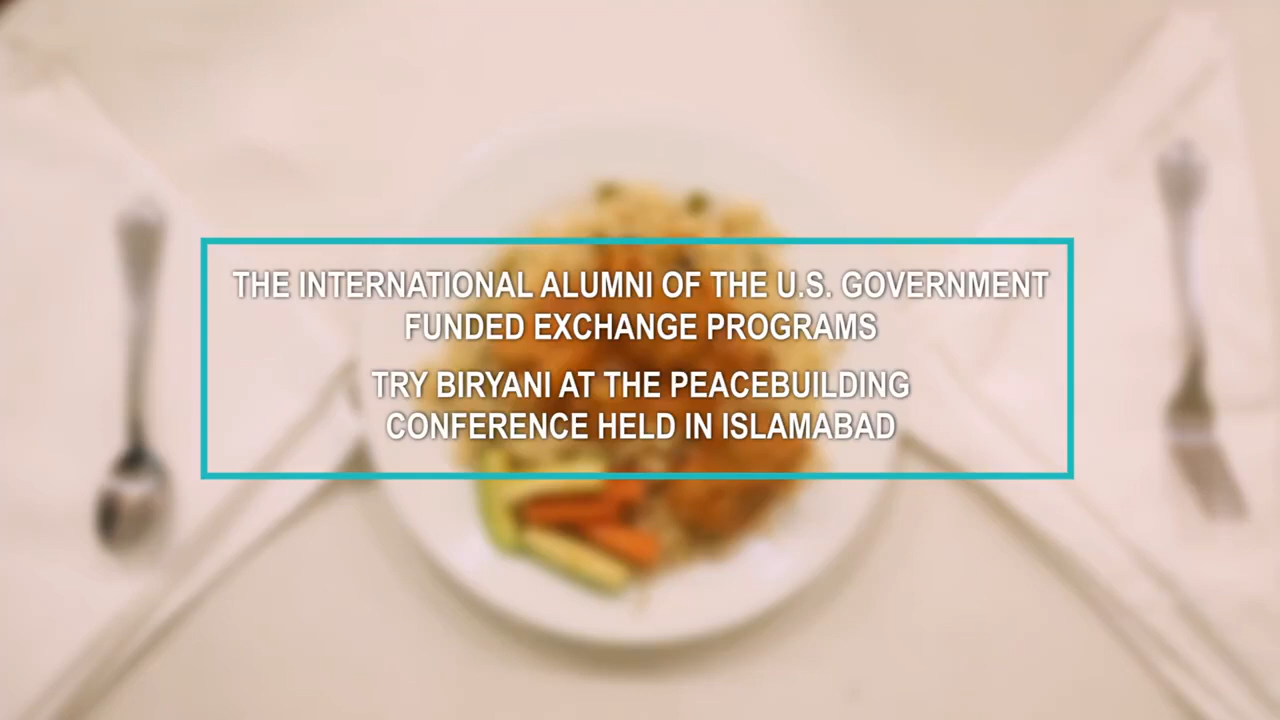 THE INTERNATIONAL ALUMNI OF THE U.S. GOVERNMENT
FUNDED EXCHANGE PROGRAMS
TRY BIRYANI AT THE PEACEBUILDING
CONFERENCE HELD IN ISLAMABAD